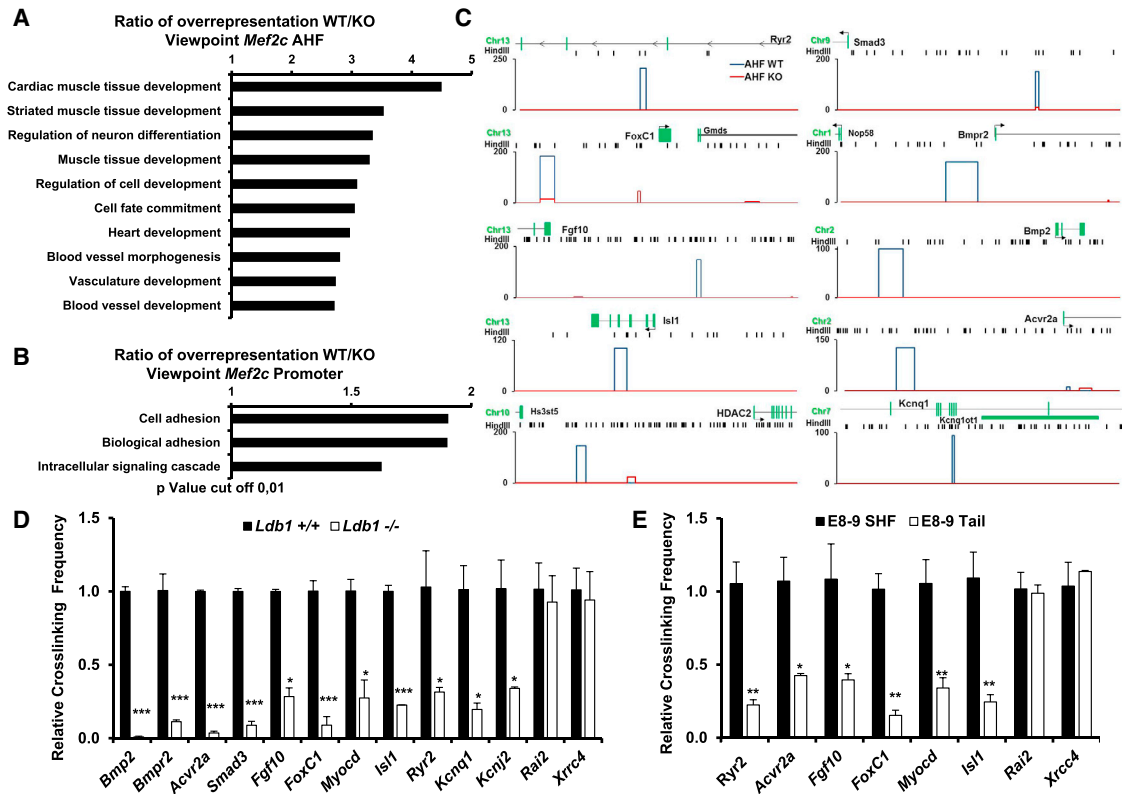 A
Ratio of overrepresentation WT/KO
Viewpoint Mef2c AHF
1 2 3 4 5
Cardiac muscle tissue development
Striated muscle tissue development
Regulation of neuron differentiation
Muscle tissue development
Regulation of cell development
Cell fate commitment
Heart development
Blood vessel morphogenesis
Vasculature development
Blood vessel development
B
Ratio of overrepresentation WT/KO
Viewpoint Mef2c Promoter
1 1.5 2
Cell adhesion
Biological adhesion
Intracellular signaling cascade
p Value cut off 0,01
C
Chr13 Ryr2
HindIII
250
AHF WT
AHF KO
0
Chr13 FoxC1 Gmds
HindIII
200
0
Chr13 Fgf10
HindIII
200
0
Chr13 Isl1
HindIII
120
0
Chr10 Hs3st5 HDAC2
HindIII
200
0
Chr9 Smad3
HindIII
200
0
Chr1 Nop58 Bmpr2
HindIII
200
0
Chr2 Bmp2
HindIII
100
0
Chr2 Acvr2a
HindIII
150
0
Chr7 Kcnq1 Kcnq1ot1
HindIII
100
0
D
Relative Crosslinking Frequency
1.5
1.0
0.5
0.0
Ldb1 +/+ Ldb1 -/-
*** *** *** *** * *** * *** * * *
Bmp2 Bmpr2 Acvr2a Smad3 Fgf10 FoxC1 Myocd Isl1 Ryr2 Kcnq1 Kcnj2 Rai2 Xrrc4
E
Relative Crosslinking Frequency
1.5
1.0
0.5
0.0
E8-9 SHF E8-9 Tail
** * * ** ** **
Ryr2 Acvr2a Fgf10 FoxC1 Myocd Isl1 Rai2 Xrcc4